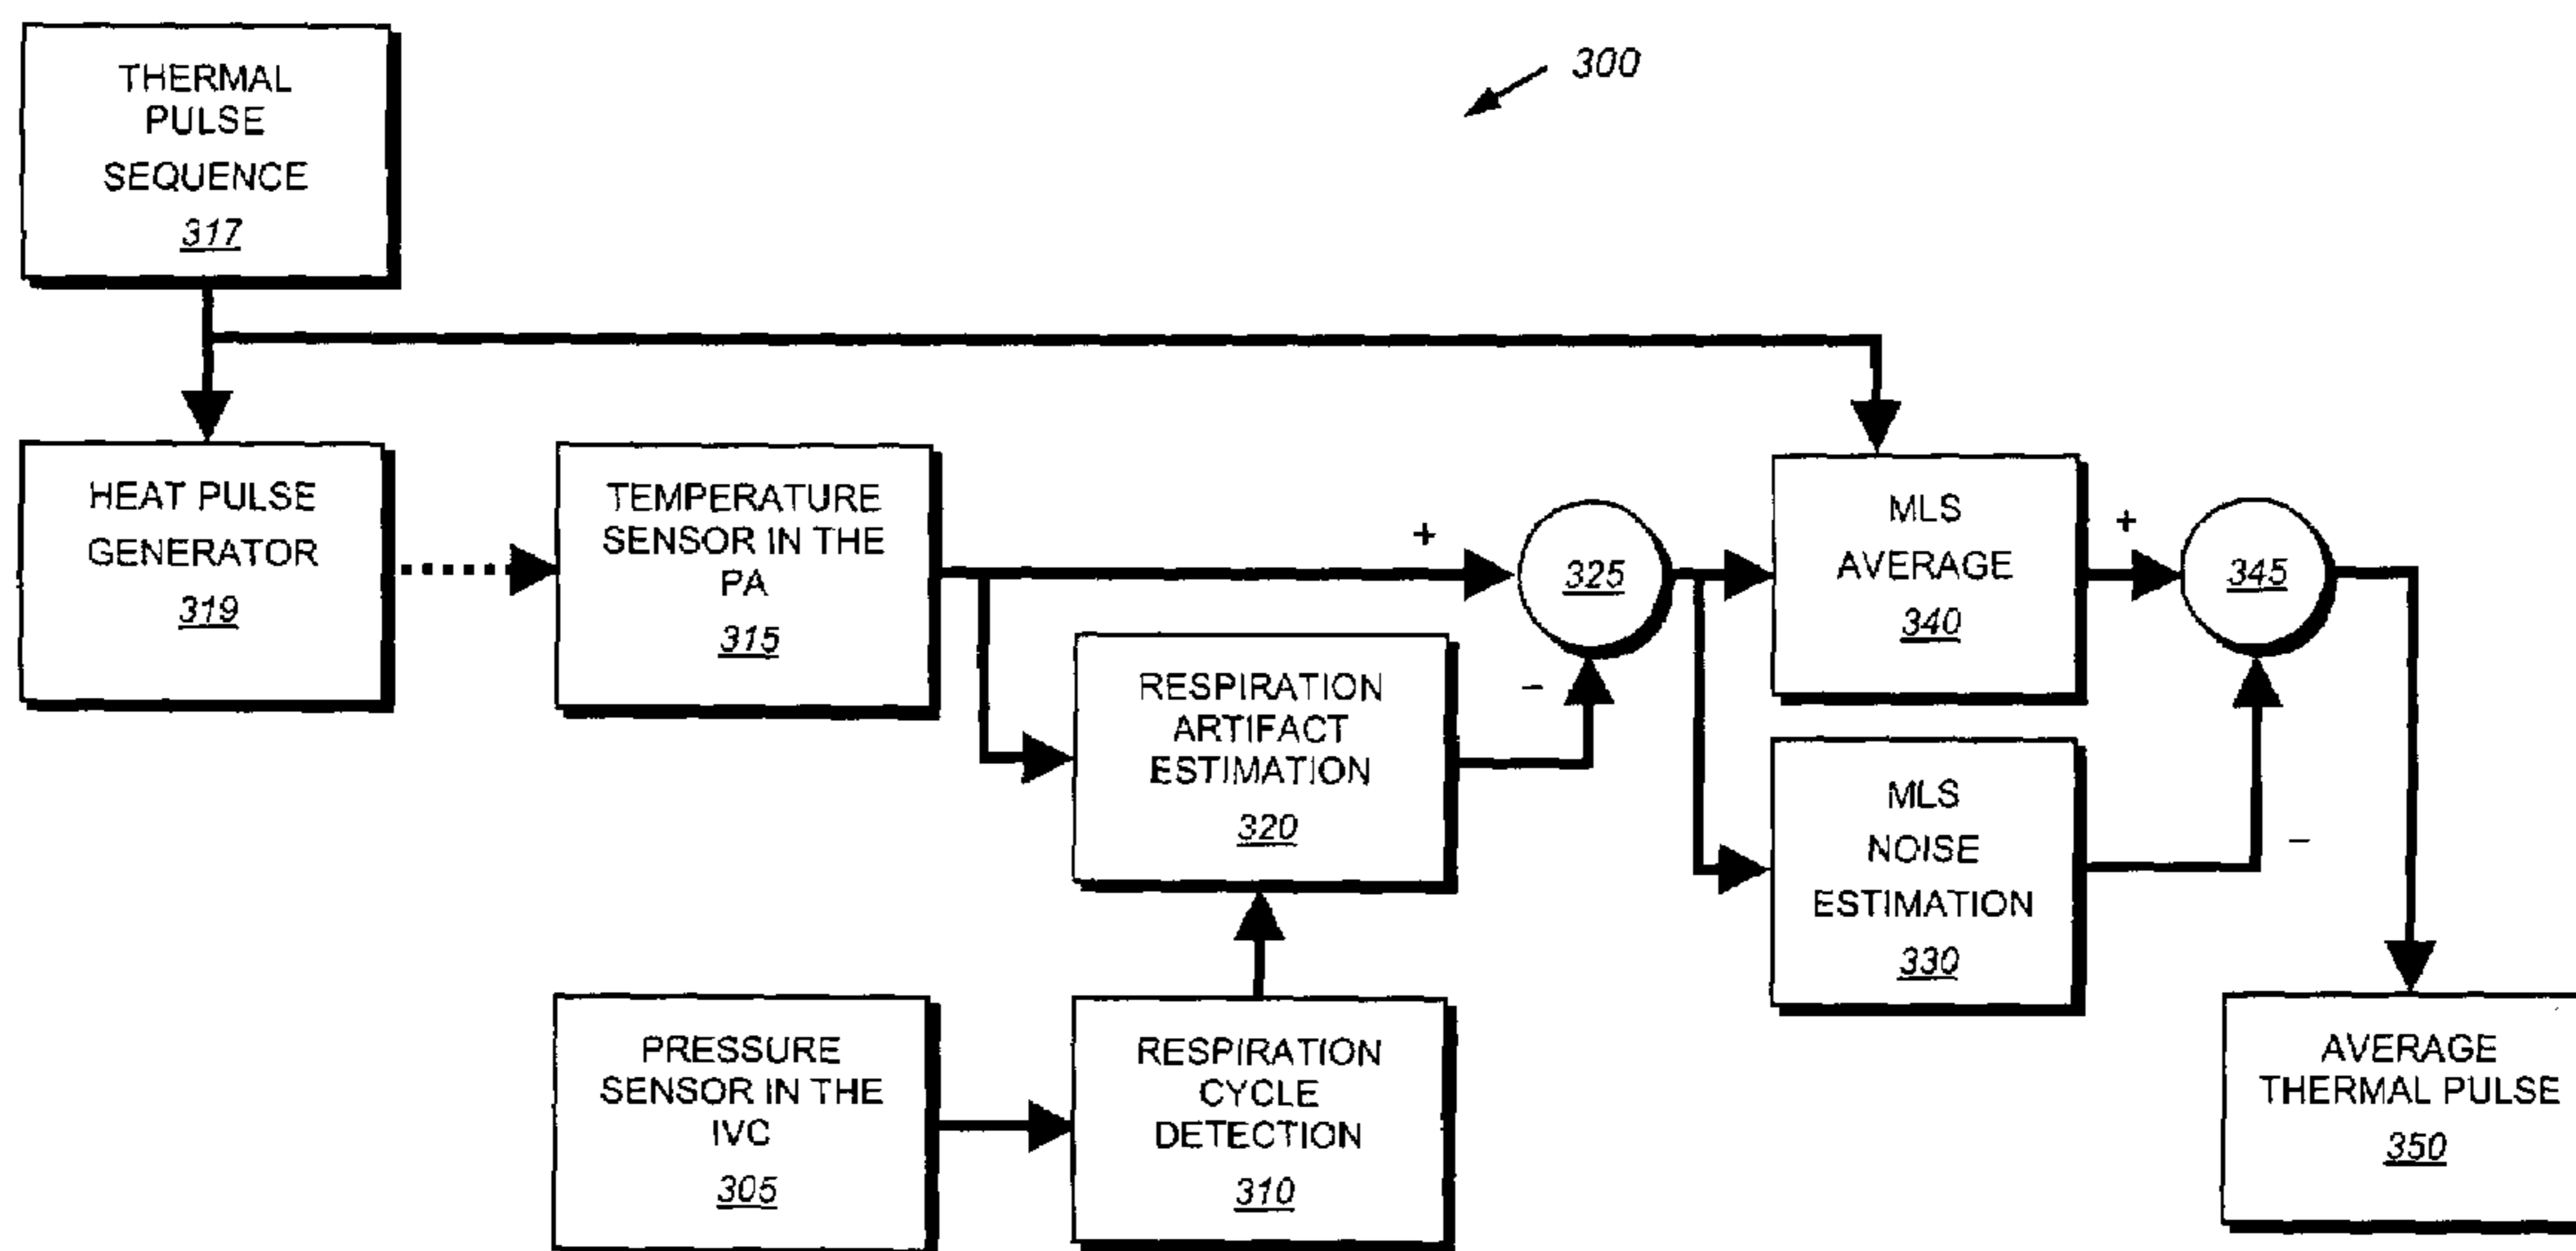 THERMAL
PULSE
SEQUENCE
317
300
HEAT PULSE
GENERATOR
319
TEMPERATURE
SENSOR IN THE
PA
315
+
325
–
RESPIRATION
ARTIFACT
ESTIMATION
320
MLS
AVERAGE
340
+
345
–
MLS
NOISE
ESTIMATION
330
PRESSURE
SENSOR IN THE
IVC
305
RESPIRATION
CYCLE
DETECTION
310
AVERAGE
THERMAL PULSE
350